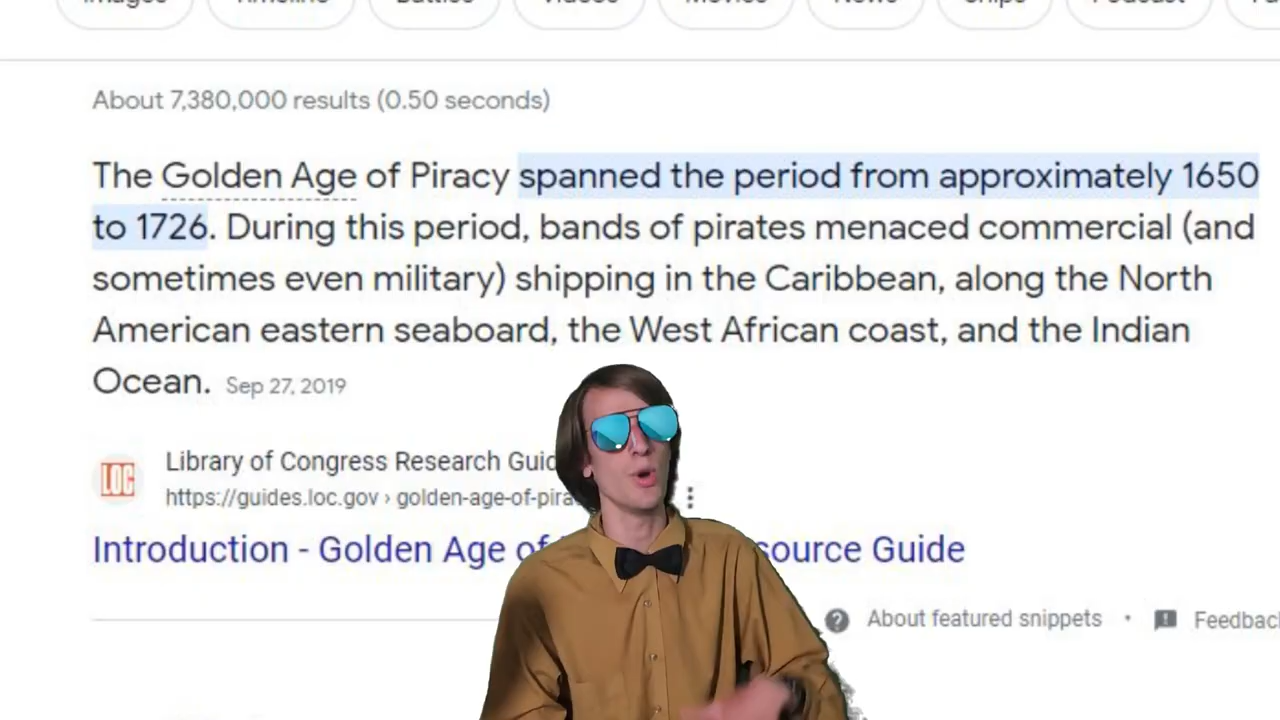 Images Timeline Battles Videos Movies News Ships Podcast
About 7,380,000 results (0.50 seconds)
The Golden Age of Piracy spanned the period from approximately 1650
to 1726. During this period, bands of pirates menaced commercial (and
sometimes even military) shipping in the Caribbean, along the North
American eastern seaboard, the West African coast, and the Indian
Ocean. Sep 27, 2019
LOC
Library of Congress Research
https://guides.loc.gov › golden-age-of-
Introduction - Golden Age of Guide
About featured snippets • Feedback